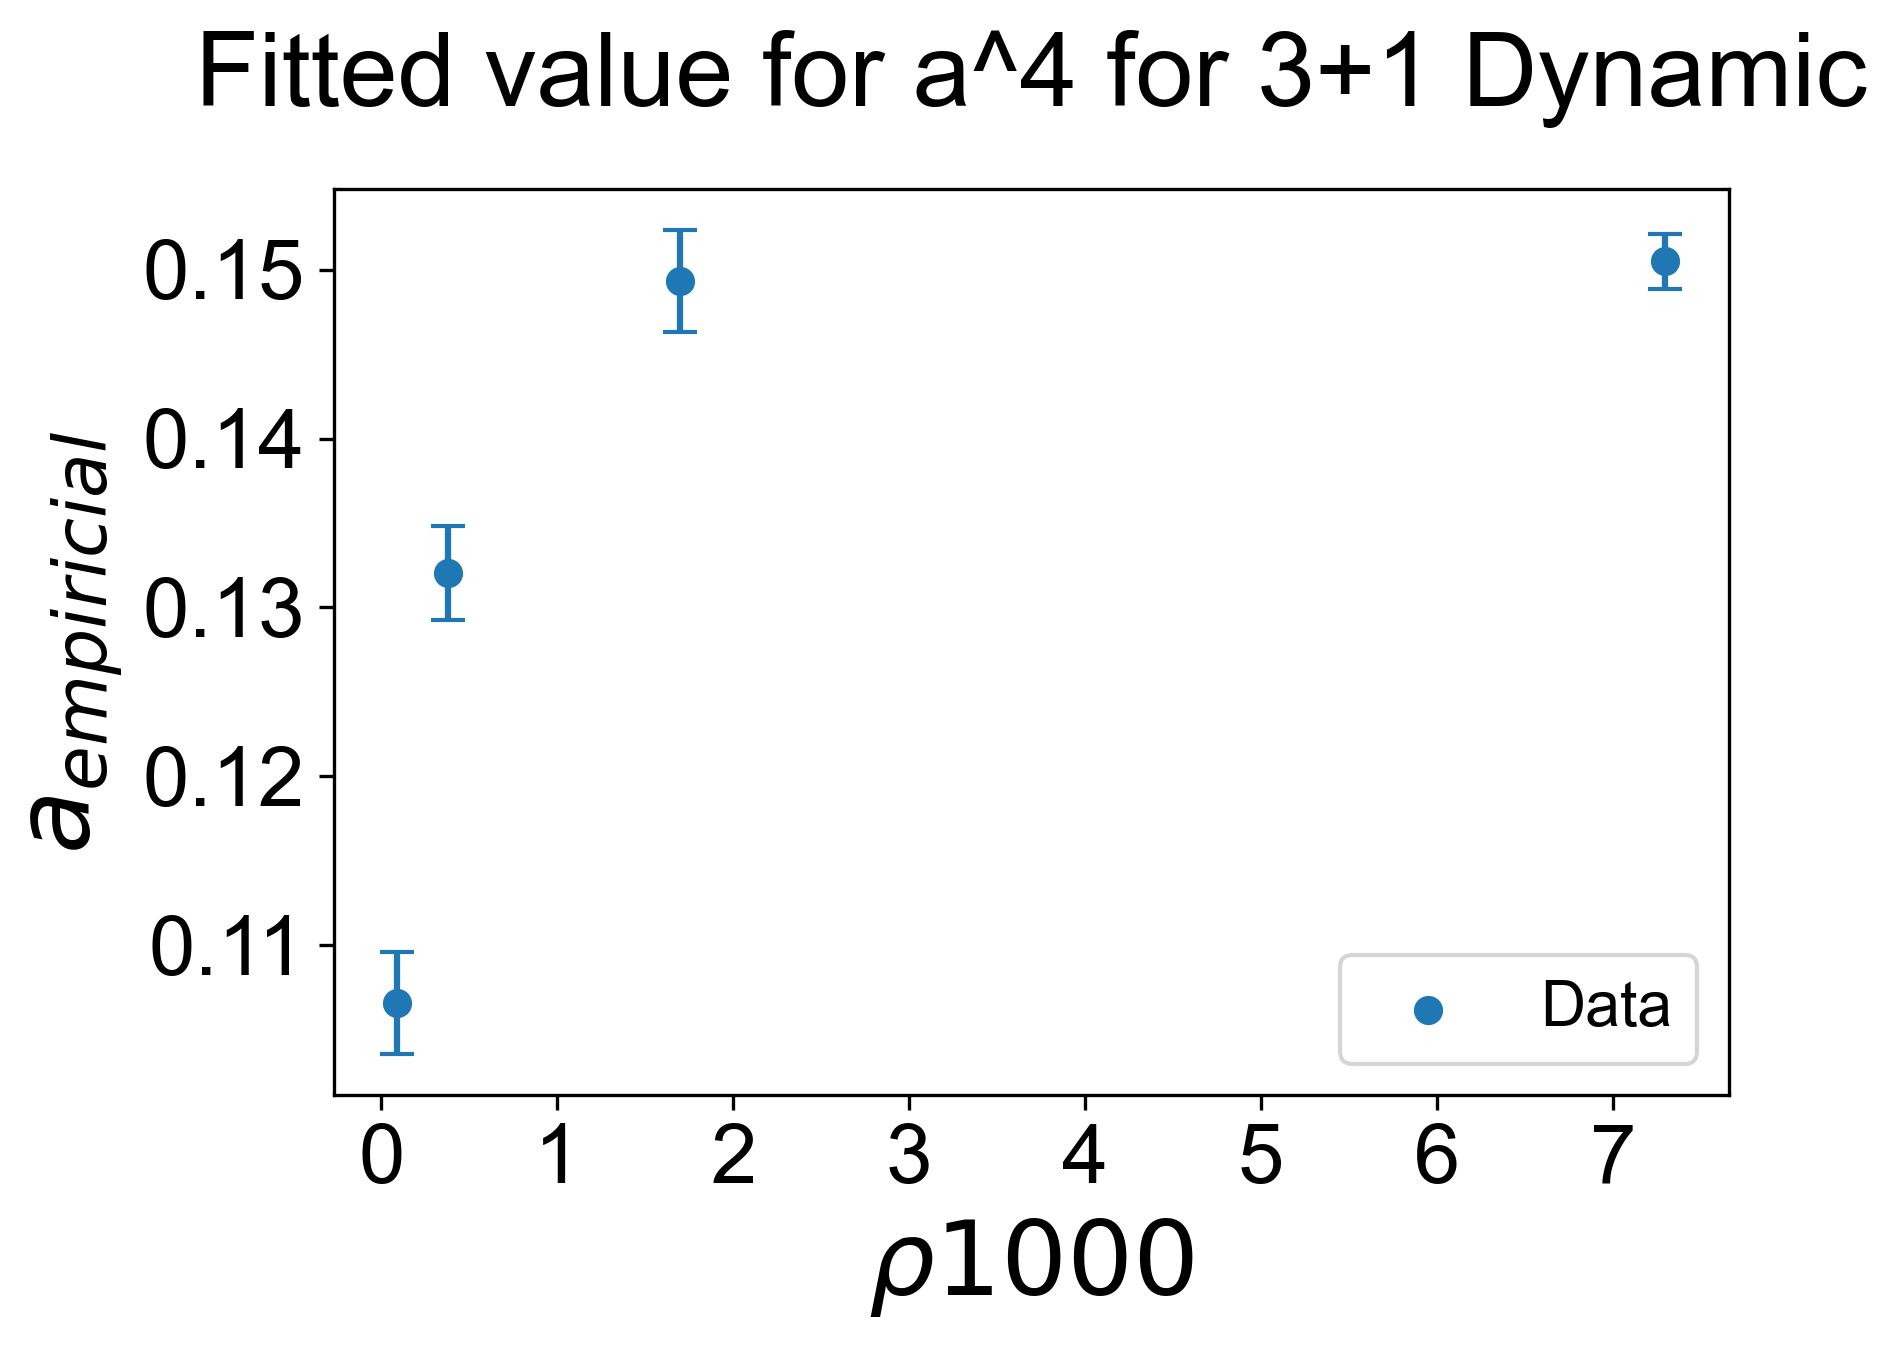 Fitted value for a^4 for 3+1 Dynamic
a_empiricial
0.15
0.14
0.13
0.12
0.11
Data
0 1 2 3 4 5 6 7
ρ1000